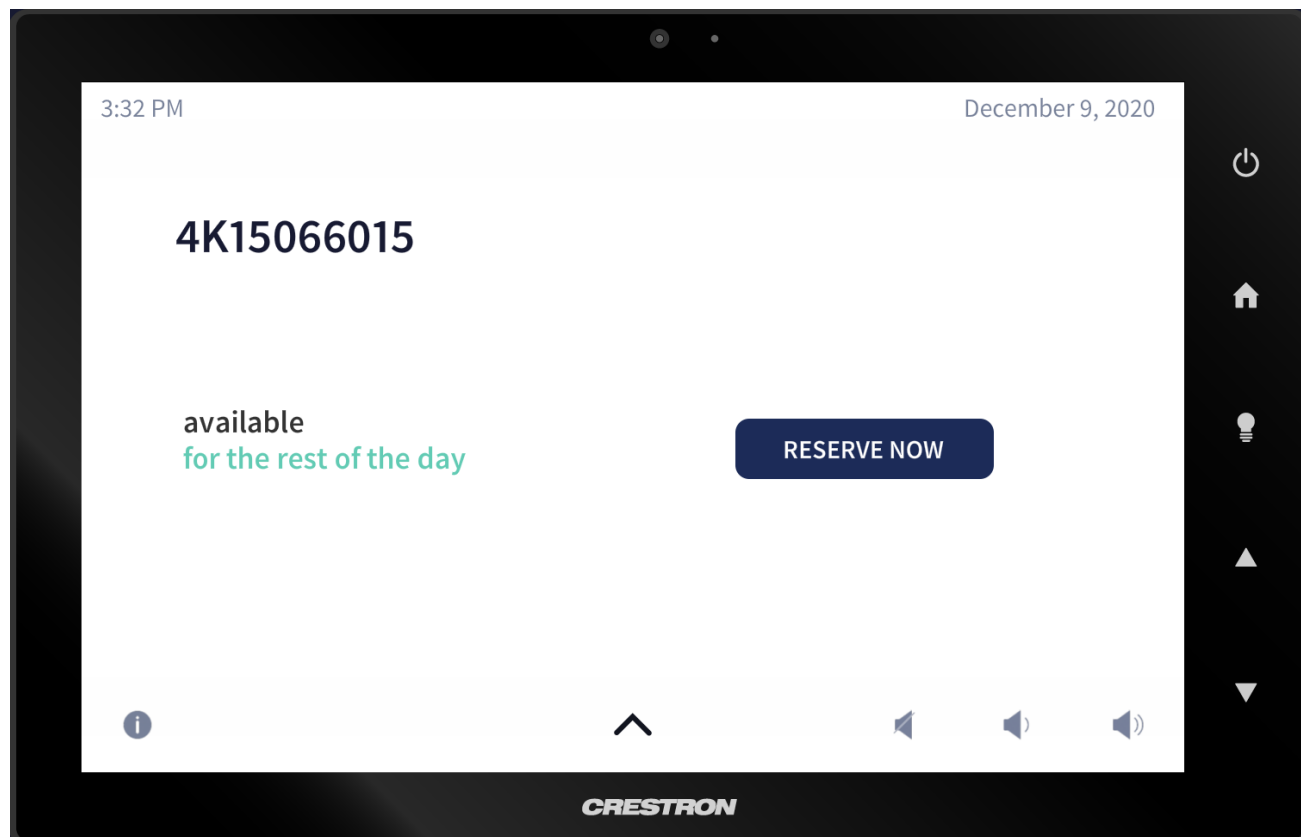 3:32 PM
December 9, 2020
4K15066015
available
for the rest of the day
RESERVE NOW
CRESTRON